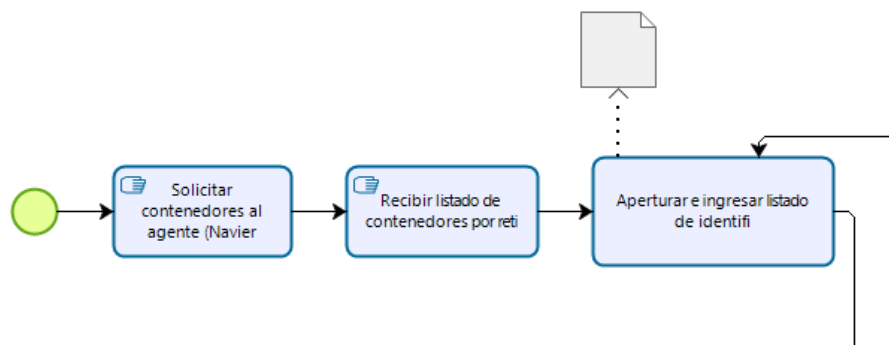 Solicitar
contenedores al
agente (Navier
Recibir listado de
contenedores por reti
Aperturar e ingresar listado
de identifi